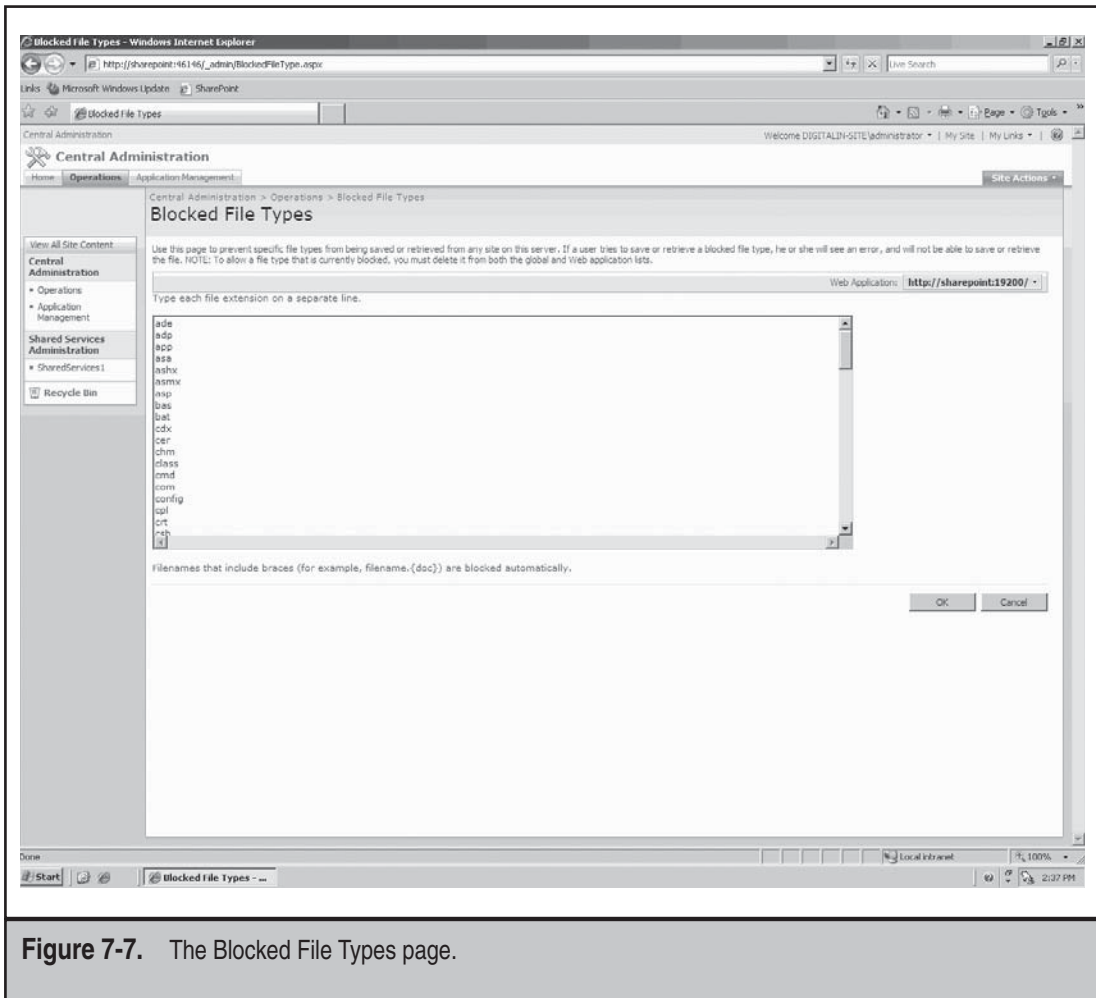 Blocked File Types - Windows Internet Explorer
http://sharepoint:46146/_admin/BlockedFileType.aspx
Live Search
Links Microsoft Windows Update SharePoint
Blocked File Types
Page Tools
Central Administration
Welcome DIGITALIN-SITE\administrator | My Site | My Links |
Central Administration
Home Operations Application Management
Site Actions
Central Administration > Operations > Blocked File Types
Blocked File Types
View All Site Content
Central Administration
• Operations
• Application Management
Shared Services Administration
• SharedServices1
Recycle Bin
Use this page to prevent specific file types from being saved or retrieved from any site on this server. If a user tries to save or retrieve a blocked file type, he or she will see an error, and will not be able to save or retrieve
the file. NOTE: To allow a file type that is currently blocked, you must delete it from both the global and Web application lists.
Web Application: http://sharepoint:19200/
Type each file extension on a separate line.
ade
adp
app
asa
ashx
asmx
asp
bas
bat
cdx
cer
chm
class
cmd
com
config
cpl
crt
csh
Filenames that include braces (for example, filename.{doc}) are blocked automatically.
OK Cancel
Done
Local intranet
100%
Start
Blocked File Types - ...
2:37 PM
Figure 7-7. The Blocked File Types page.